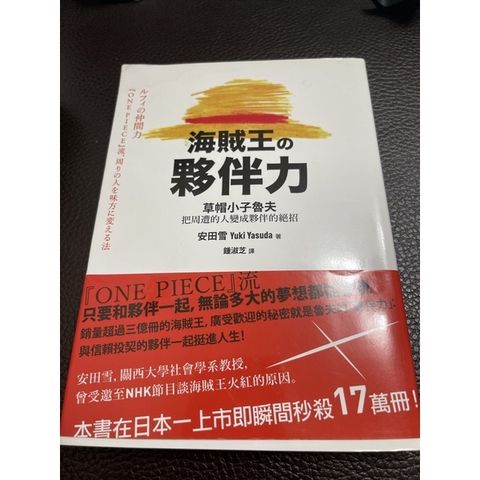 ルフィの仲間力
『ONE PIECE』流、周りの人を味方に変える法
海賊王の
夥伴力
草帽小子魯夫
把周遭的人變成夥伴的絕招
安田雪 Yuki Yasuda 著
鍾淑芝 譯
『ONE PIECE』流
只要和夥伴一起,無論多大的夢想都
銷量超過三億冊的海賊王,廣受歡迎的秘密就是魯夫
與信賴投契的夥伴一起挺進人生!
安田雪,關西大學社會學系教授,
曾受邀至NHK節目談海賊王火紅的原因。
本書在日本一上市即瞬間秒殺17萬冊!